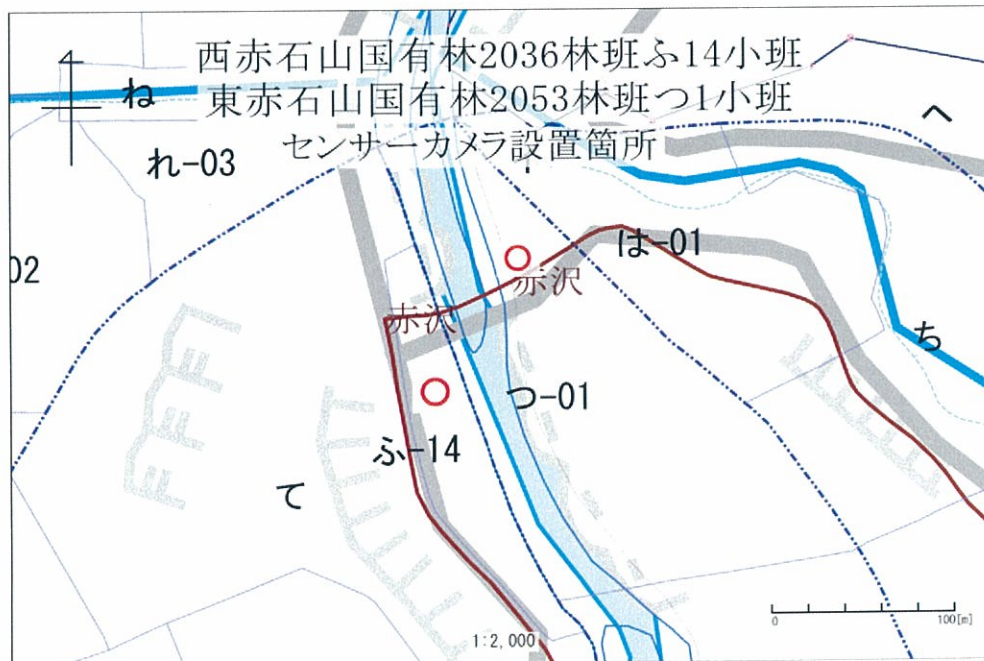 西赤石山国有林2036林班ふ14小班
東赤石山国有林2053林班つ1小班
センサーカメラ設置箇所
ね
へ
れ-03
は-01
02
赤沢
赤沢
ち
つ-01
ふ-14
て
1:2,000
0 100[m]